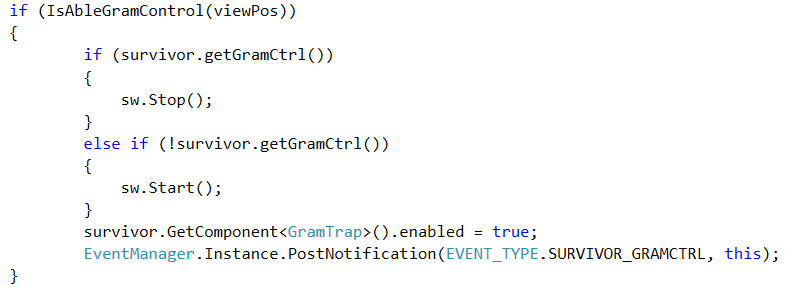 if (IsAbleGramControl(viewPos))
{
if (survivor.getGramCtrl())
{
sw.Stop();
}
else if (!survivor.getGramCtrl())
{
sw.Start();
}
survivor.GetComponent<GramTrap>().enabled = true;
EventManager.Instance.PostNotification(EVENT_TYPE.SURVIVOR_GRAMCTRL, this);
}